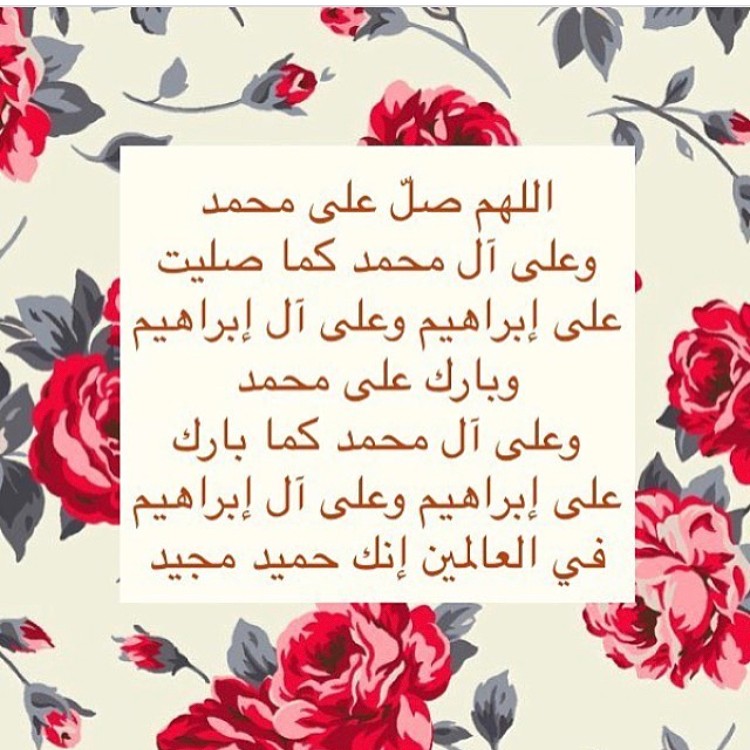 اللهم صلّ على محمد
وعلى آل محمد كما صليت
على إبراهيم وعلى آل إبراهيم
وبارك على محمد
وعلى آل محمد كما بارك
على إبراهيم وعلى آل إبراهيم
في العالمين إنك حميد مجيد